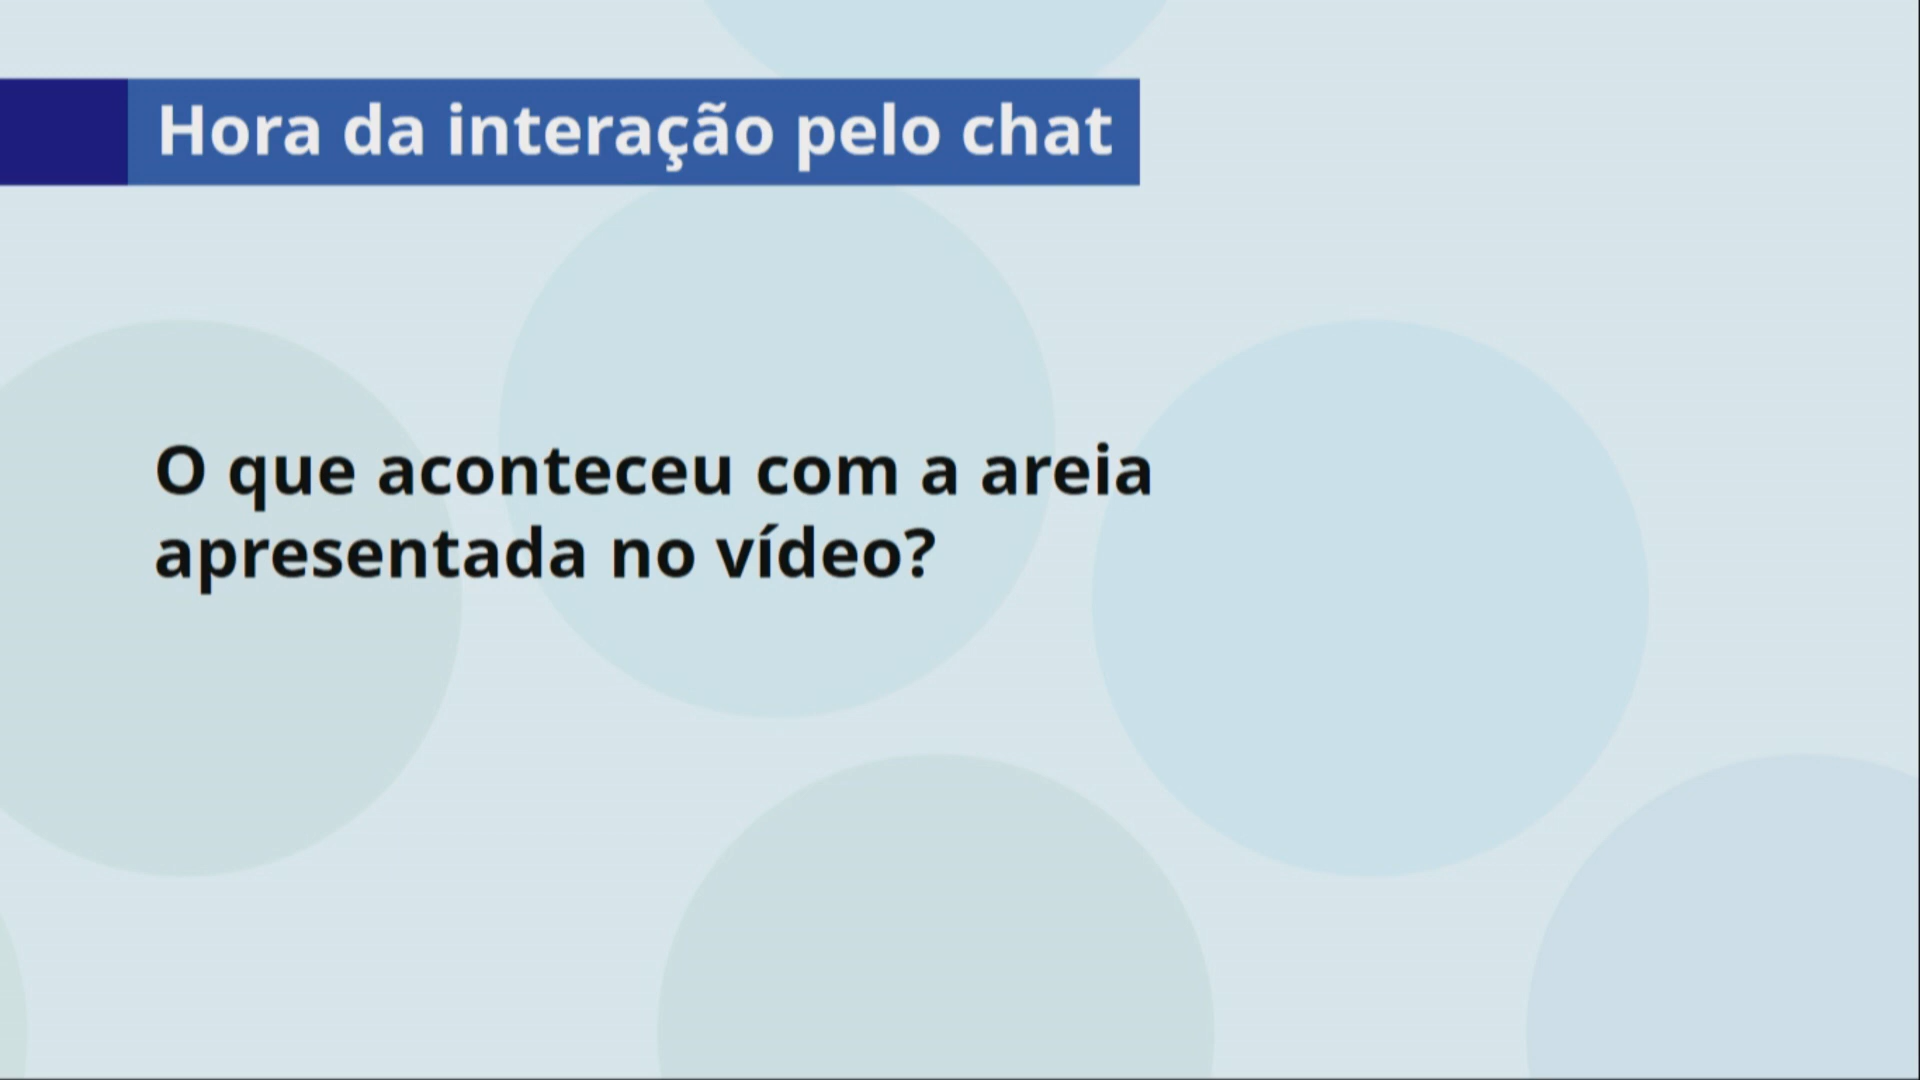 Hora da interação pelo chat
O que aconteceu com a areia
apresentada no vídeo?